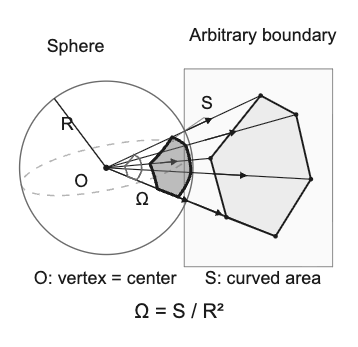 Sphere
Arbitrary boundary
S
R
O
Ω
O: vertex = center
S: curved area
Ω = S / R²